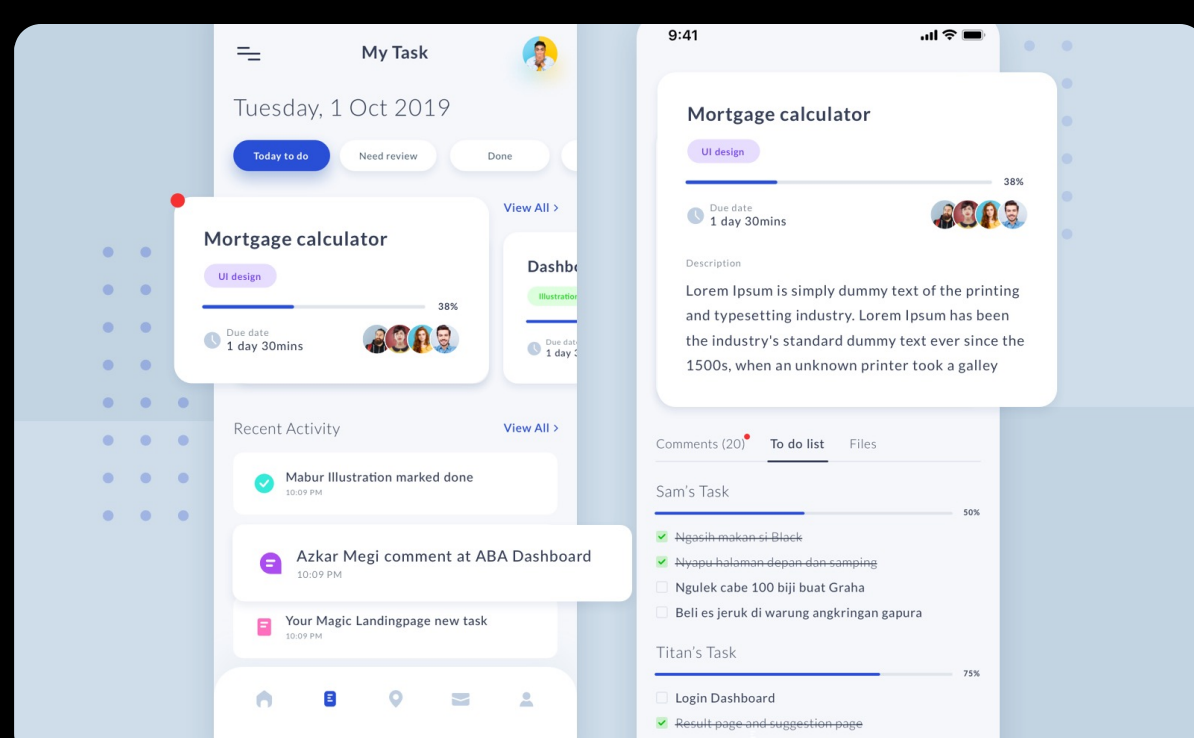 My Task
Tuesday, 1 Oct 2019
Today to do
Need review
Done
View All >
Mortgage calculator
UI design
38%
Due date
1 day 30mins
Illustration
1 day
Recent Activity
View All >
Mabur Illustration marked done
10:09 PM
Azkar Megi comment at ABA Dashboard
10:09 PM
Your Magic Landingpage new task
10:09 PM
9:41
Mortgage calculator
UI design
38%
Due date
1 day 30mins
Description
Lorem Ipsum is simply dummy text of the printing
and typesetting industry. Lorem Ipsum has been
the industry's standard dummy text ever since the
1500s, when an unknown printer took a galley
Comments (20)
To do list
Files
Sam's Task
50%
Ngasih makan si Black
Nyapu halaman depan dan samping
Ngulek cabe 100 biji buat Graha
Beli es jeruk di warung angkringan gapura
Titan's Task
75%
Login Dashboard
Result page and suggestion page